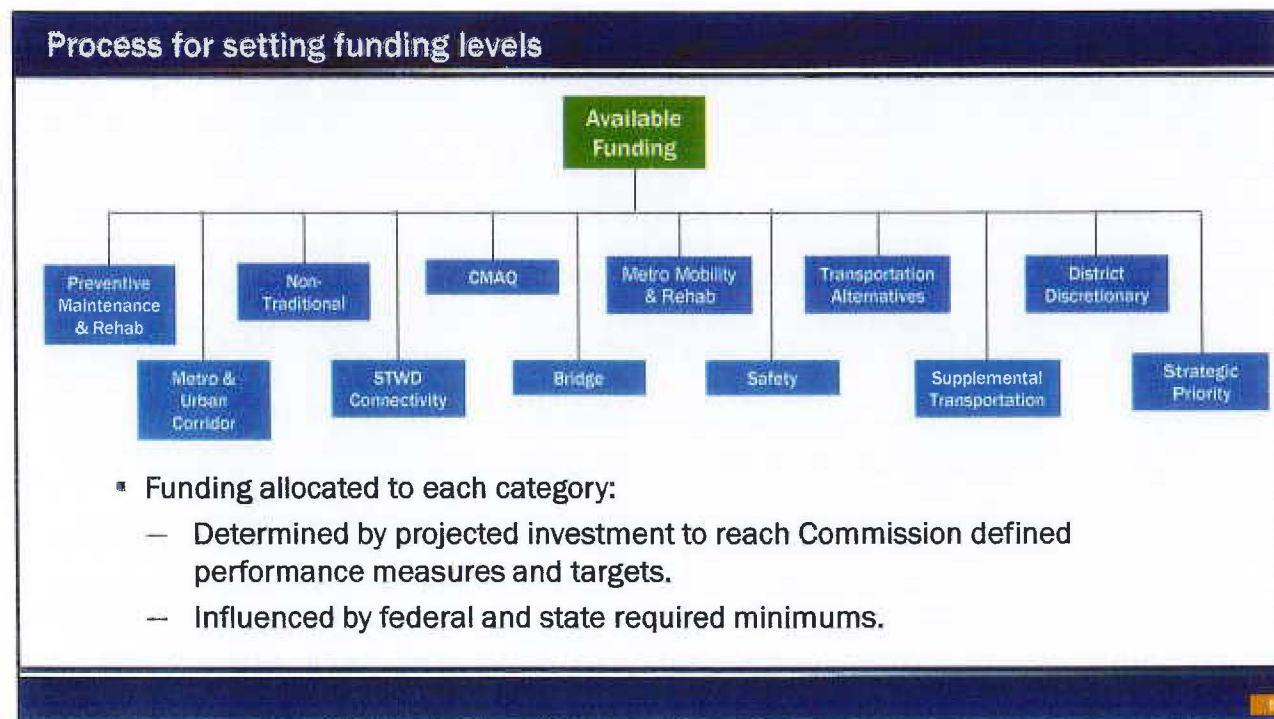 Process for setting funding levels
Available
Funding
Preventive
Maintenance
& Rehab
Metro &
Urban
Corridor
Non-
Traditional
STWD
Connectivity
CMAQ
Bridge
Metro Mobility
& Rehab
Safety
Transportation
Alternatives
Supplemental
Transportation
District
Discretionary
Strategic
Priority
▪ Funding allocated to each category:
— Determined by projected investment to reach Commission defined
performance measures and targets.
— Influenced by federal and state required minimums.